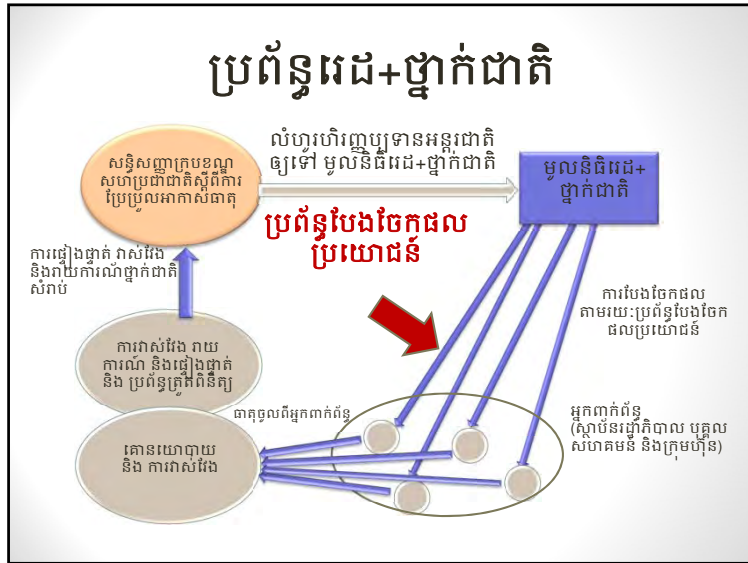 ប្រព័ន្ធរេដ+ថ្នាក់ជាតិ
សន្ធិសញ្ញាក្របខណ្ឌ
សហប្រជាជាតិស្តីពីការ
ប្រែប្រួលអាកាសធាតុ
លំហូរហិរញ្ញប្បទានអន្តរជាតិ
ឲ្យទៅ មូលនិធិរេដ+ថ្នាក់ជាតិ
មូលនិធិរេដ+
ថ្នាក់ជាតិ
ប្រព័ន្ធបែងចែកផល
ប្រយោជន៍
ការផ្ទៀងផ្ទាត់ វាស់វែង
និងរាយការណ៍ថ្នាក់ជាតិ
សំរាប់
ការបែងចែកផល
តាមរយៈប្រព័ន្ធបែងចែក
ផលប្រយោជន៍
ការវាស់វែង រាយ
ការណ៍ និងផ្ទៀងផ្ទាត់
និង ប្រព័ន្ធត្រួតពិនិត្យ
ធាតុចូលពីអ្នកពាក់ព័ន្ធ
អ្នកពាក់ព័ន្ធ
(ស្ថាប័នរដ្ឋាភិបាល បុគ្គល
សហគមន៍ និងក្រុមហ៊ុន)
គោនយោបាយ
និង ការវាស់វែង